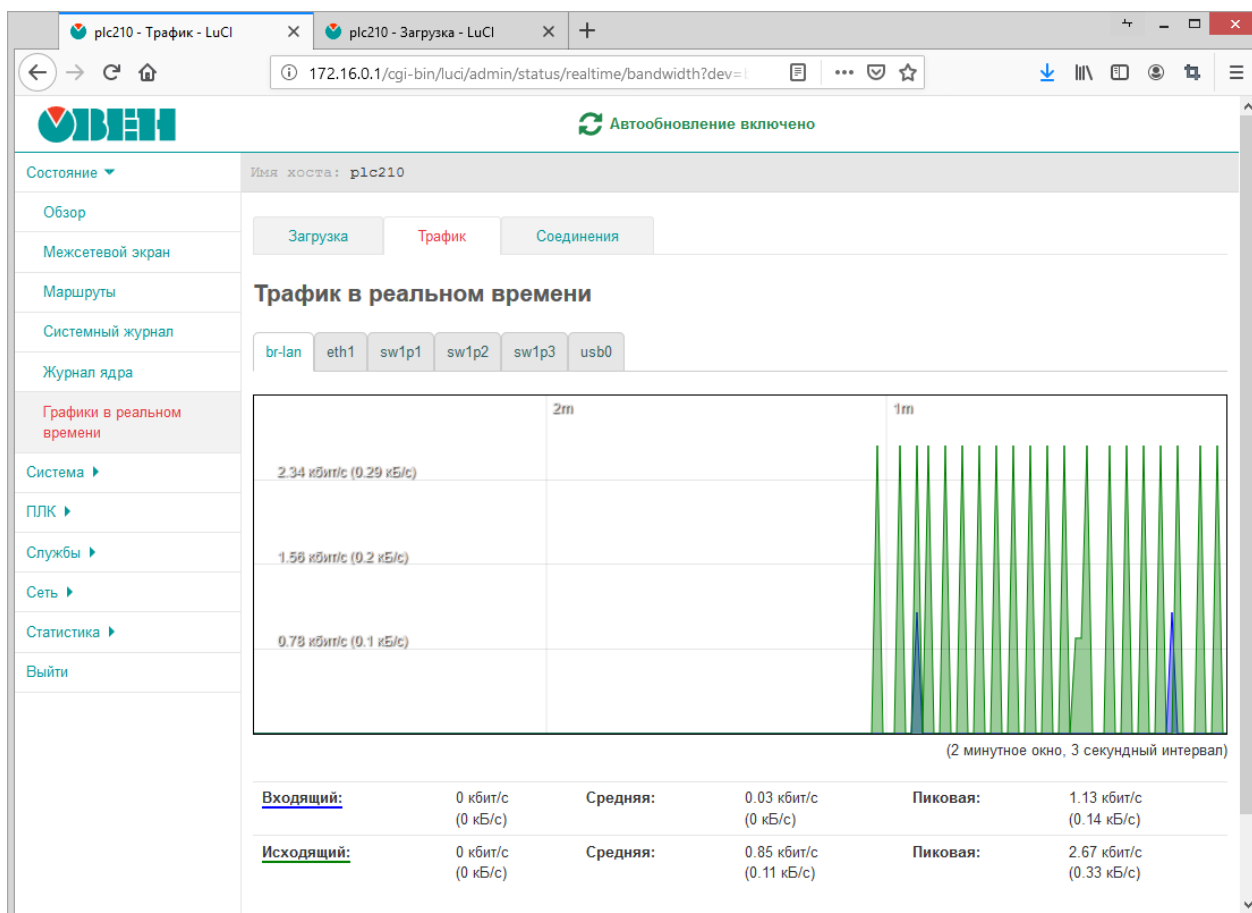 plc210 - Трафик - LuCI
plc210 - Загрузка - LuCI
172.16.0.1/cgi-bin/luci/admin/status/realtime/bandwidth?dev=
ОВЕН
Автообновление включено
Состояние
Имя хоста: plc210
Обзор
Межсетевой экран
Маршруты
Системный журнал
Журнал ядра
Графики в реальном
времени
Система
ПЛК
Службы
Сеть
Статистика
Выйти
Загрузка Трафик Соединения
Трафик в реальном времени
br-lan eth1 sw1p1 sw1p2 sw1p3 usb0
2m 1m
2.34 кбит/с (0.29 кБ/с)
1.56 кбит/с (0.2 кБ/с)
0.78 кбит/с (0.1 кБ/с)
(2 минутное окно, 3 секундный интервал)
Входящий: 0 кбит/с Средняя: 0.03 кбит/с Пиковая: 1.13 кбит/с
(0 кБ/с) (0 кБ/с) (0.14 кБ/с)
Исходящий: 0 кбит/с Средняя: 0.85 кбит/с Пиковая: 2.67 кбит/с
(0 кБ/с) (0.11 кБ/с) (0.33 кБ/с)